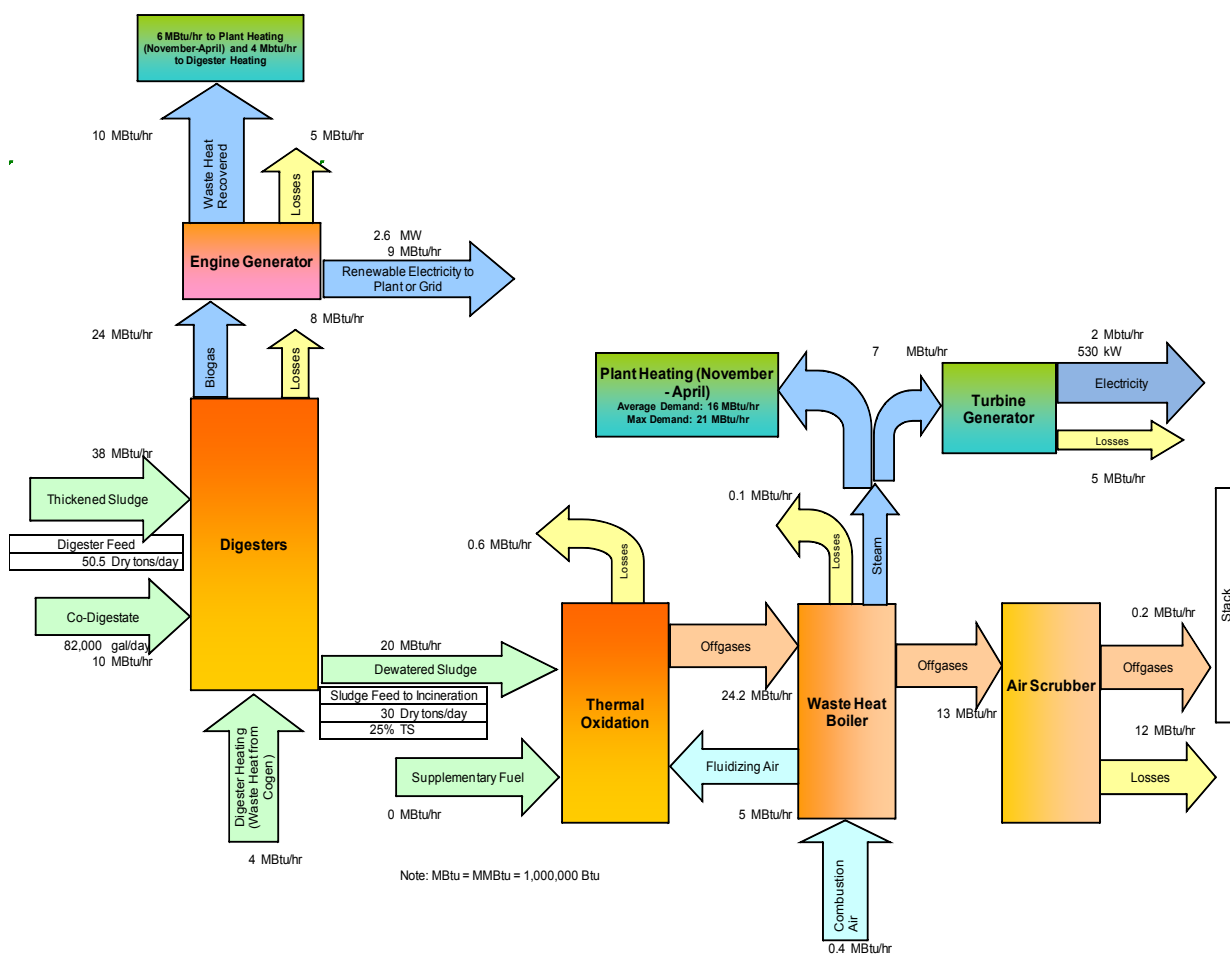 6 MBtu/hr to Plant Heating
(November-April) and 4 Mbtu/hr
to Digester Heating
10 MBtu/hr
5 MBtu/hr
Waste Heat
Recovered
Losses
Engine Generator
2.6 MW
9 MBtu/hr
Renewable Electricity to
Plant or Grid
24 MBtu/hr
8 MBtu/hr
Biogas
Losses
38 MBtu/hr
Thickened Sludge
Digester Feed
50.5 Dry tons/day
Digesters
Co-Digestate
82,000 gal/day
10 MBtu/hr
Digester Heating
(Waste Heat from
Cogen)
4 MBtu/hr
20 MBtu/hr
Dewatered Sludge
Sludge Feed to Incineration
30 Dry tons/day
25% TS
Supplementary Fuel
0 MBtu/hr
0.6 MBtu/hr
Losses
Thermal
Oxidation
Offgases
24.2 MBtu/hr
Fluidizing Air
5 MBtu/hr
0.1 MBtu/hr
Losses
Steam
Waste Heat
Boiler
Combustion
Air
0.4 MBtu/hr
Plant Heating (November
- April)
Average Demand: 16 MBtu/hr
Max Demand: 21 MBtu/hr
7 MBtu/hr
Turbine
Generator
2 Mbtu/hr
530 kW
Electricity
Losses
5 MBtu/hr
Offgases
13 MBtu/hr
Air Scrubber
0.2 MBtu/hr
Offgases
12 MBtu/hr
Losses
Stack
Note: MBtu = MMBtu = 1,000,000 Btu